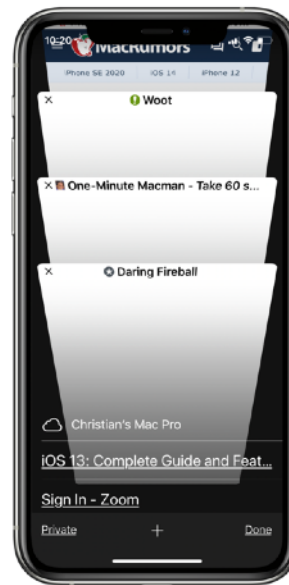 10:20
MacRumors
iPhone SE 2020 iOS 14 iPhone 12
× Woot
× One-Minute Macman - Take 60 s...
× Daring Fireball
Christian's Mac Pro
iOS 13: Complete Guide and Feat...
Sign In - Zoom
Private + Done